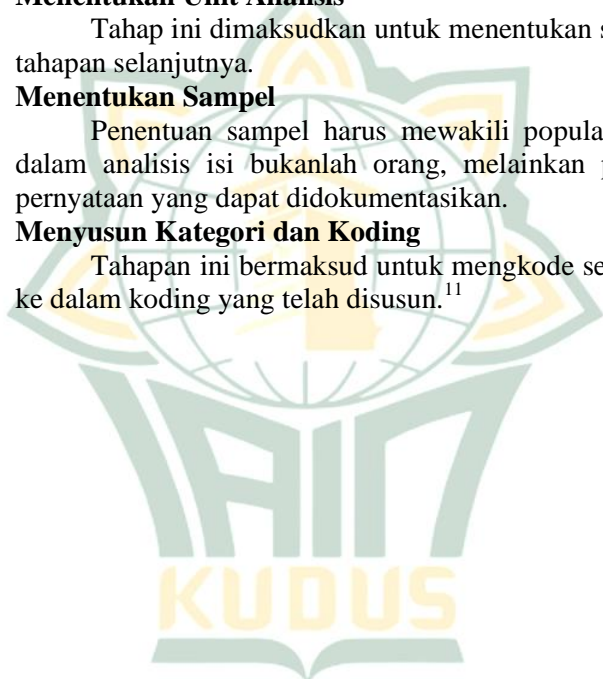 Menentukan Unit Analisis
Tahap ini dimaksudkan untuk menentukan
tahapan selanjutnya.
Menentukan Sampel
Penentuan sampel harus mewakili
dalam analisis isi bukanlah orang, melainkan
pernyataan yang dapat didokumentasikan.
Menyusun Kategori dan Koding
Tahapan ini bermaksud untuk mengkode
ke dalam koding yang telah disusun.11
IAIN
KUDUS